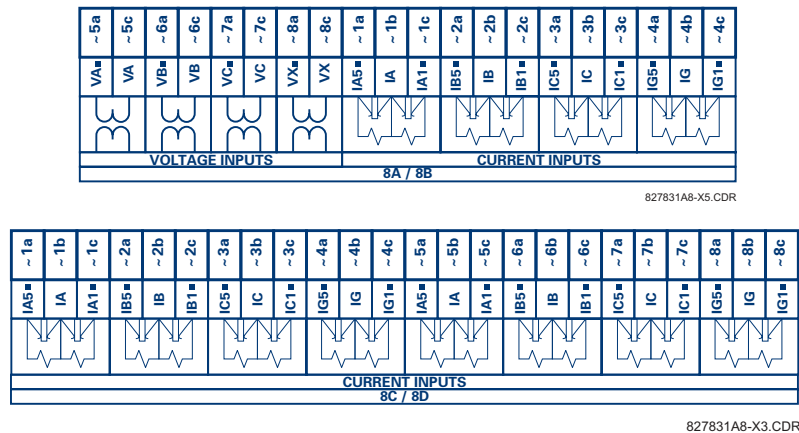 ~ 5a ~ 5c ~ 6a ~ 6c ~ 7a ~ 7c ~ 8a ~ 8c ~ 1a ~ 1b ~ 1c ~ 2a ~ 2b ~ 2c ~ 3a ~ 3b ~ 3c ~ 4a ~ 4b ~ 4c
VA■ VA VB■ VB VC■ VC VX■ VX IA5■ IA IA1■ IB5■ IB IB1■ IC5■ IC IC1■ IG5■ IG IG1■
VOLTAGE INPUTS CURRENT INPUTS
8A / 8B
827831A8-X5.CDR
~ 1a ~ 1b ~ 1c ~ 2a ~ 2b ~ 2c ~ 3a ~ 3b ~ 3c ~ 4a ~ 4b ~ 4c ~ 5a ~ 5b ~ 5c ~ 6a ~ 6b ~ 6c ~ 7a ~ 7b ~ 7c ~ 8a ~ 8b ~ 8c
IA5■ IA IA1■ IB5■ IB IB1■ IC5■ IC IC1■ IG5■ IG IG1■ IA5■ IA IA1■ IB5■ IB IB1■ IC5■ IC IC1■ IG5■ IG IG1■
CURRENT INPUTS
8C / 8D
827831A8-X3.CDR